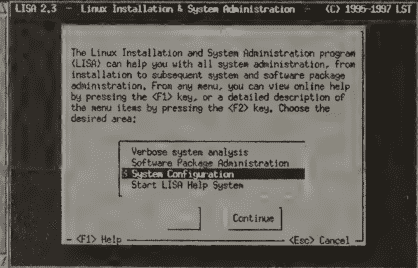 LISA 2.3 - Linux Installation & System Administration - (C) 1995-1997 LST
The Linux Installation and System Administration program
(LISA) can help you with all system administration, from
installation to subsequent system and software package
administration. From any menu, you can view online help
by pressing the <F1> key, or a detailed description of
the menu items by pressing the <F2> key. Choose the
desired area:
Verbose system analysis
Software Package Administration
System Configuration
Start LISA Help System
Continue
<F1> Help
<Esc> Cancel